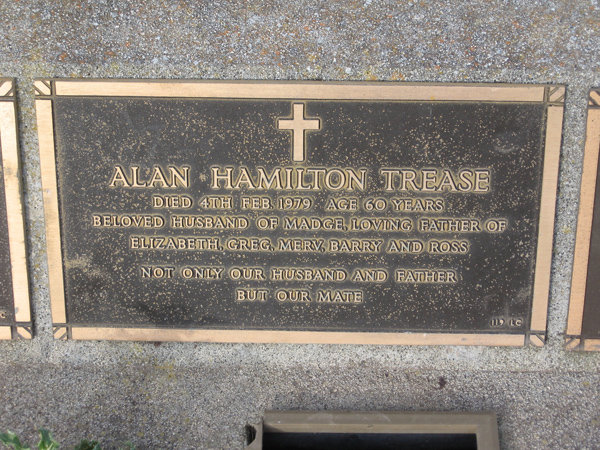 ALAN HAMILTON TREASE
DIED 4TH FEB. 1979 AGE 60 YEARS
BELOVED HUSBAND OF MADGE, LOVING FATHER OF
ELIZABETH, GREG, MERV, BARRY AND ROSS
NOT ONLY OUR HUSBAND AND FATHER
BUT OUR MATE
119 LC